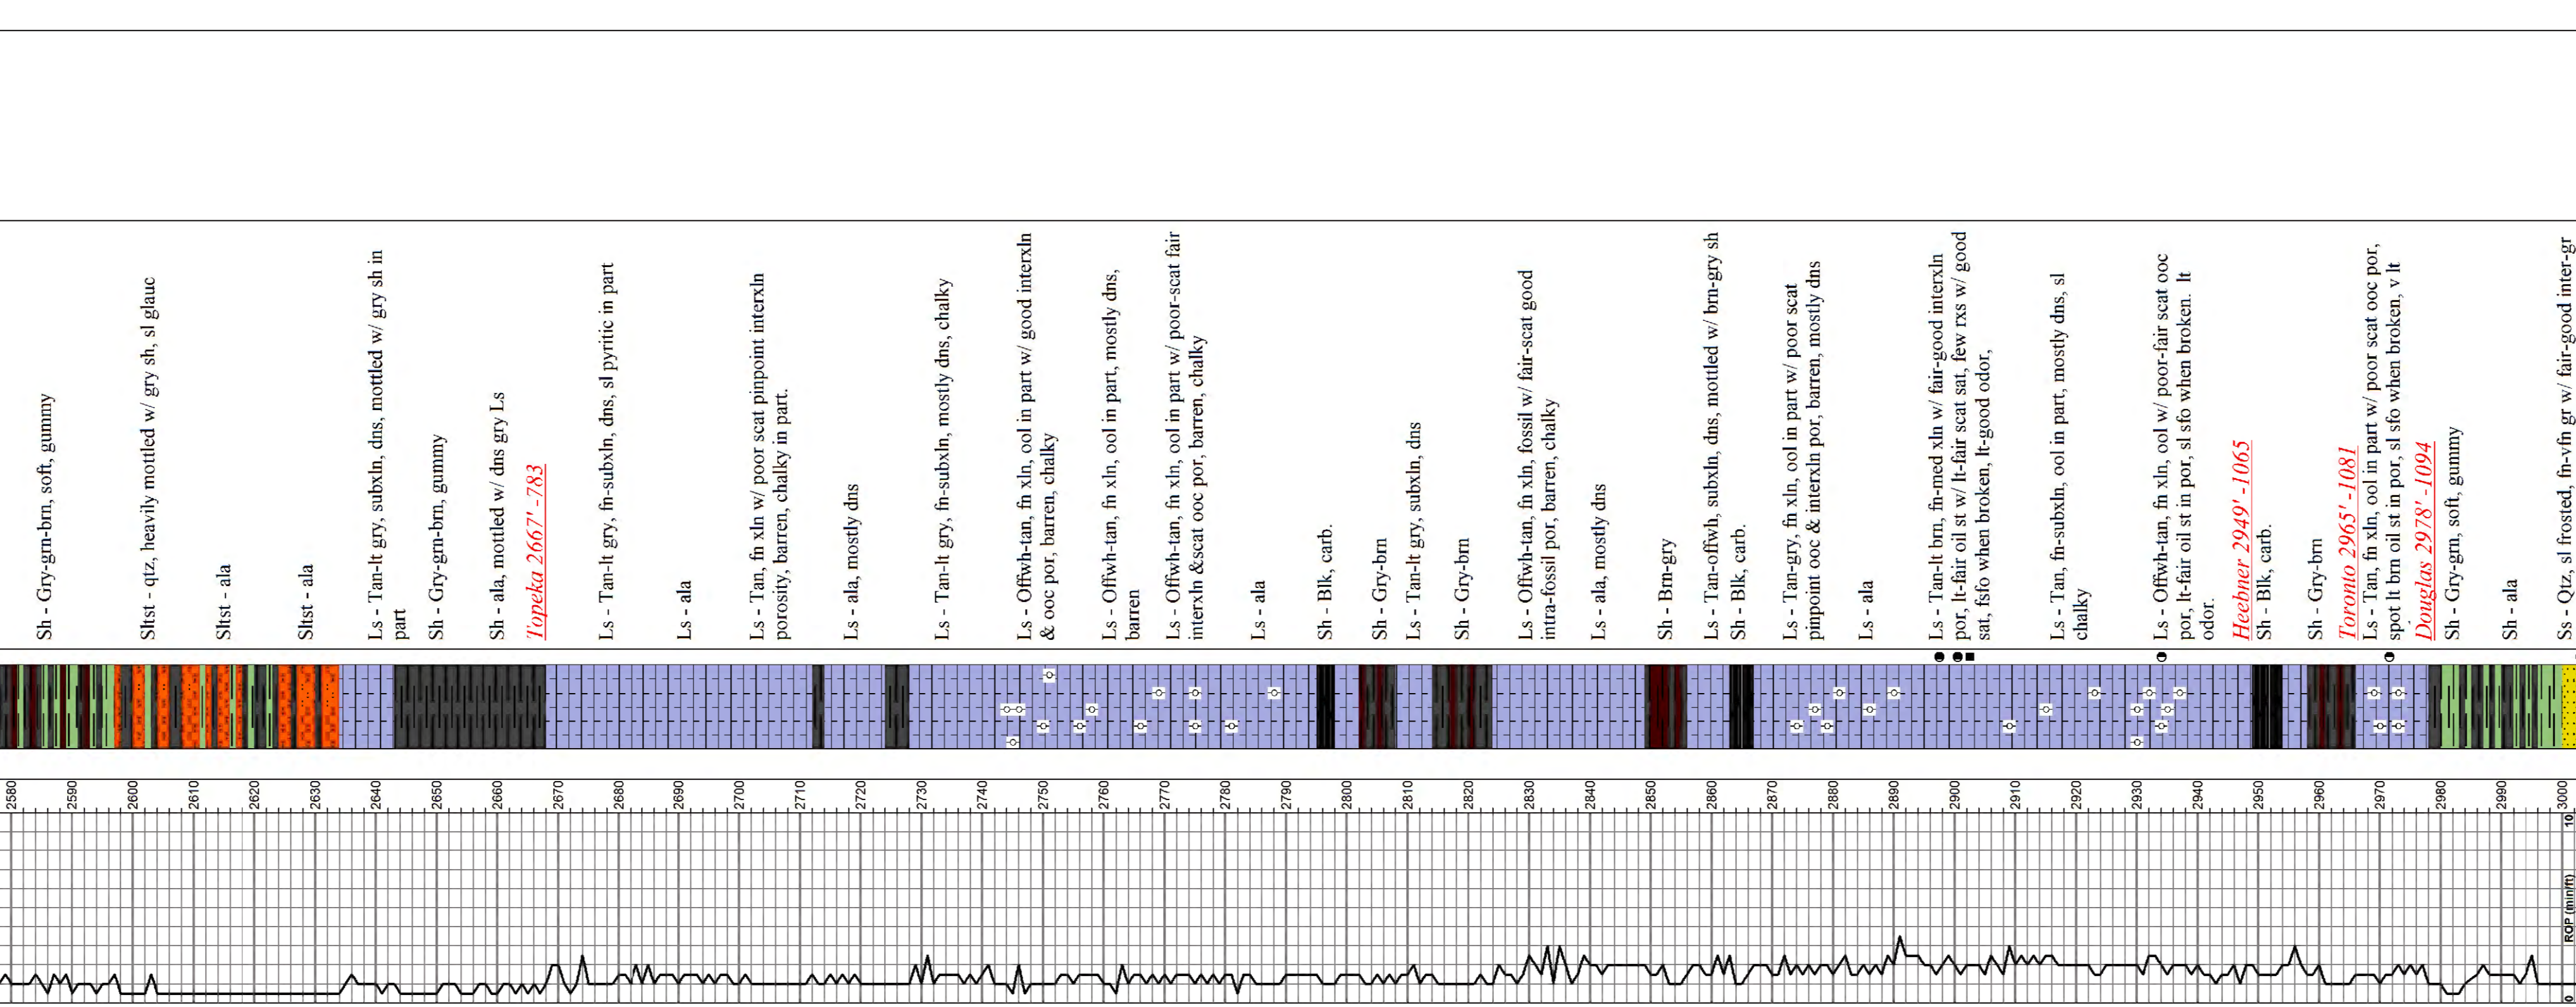 Sh - Gry-grn-brn, soft, gummy
Sltst - qtz, heavily mottled w/ gry sh, sl glauc
Sltst - ala
Sltst - ala
Ls - Tan-lt gry, subxln, dns, mottled w/ gry sh in
part
Sh - Gry-grn-brn, gummy
Sh - ala, mottled w/ dns gry Ls
Topeka 2667' -783
Ls - Tan-lt gry, fn-subxln, dns, sl pyritic in part
Ls - ala
Ls - Tan, fn xln w/ poor scat pinpoint interxln
porosity, barren, chalky in part.
Ls - ala, mostly dns
Ls - Tan-lt gry, fn-subxln, mostly dns, chalky
Ls - Offwh-tan, fn xln, ool in part w/ good interxln
& ooc por, barren, chalky
Ls - Offwh-tan, fn xln, ool in part, mostly dns,
barren
Ls - Offwh-tan, fn xln, ool in part w/ poor-scat fair
interxln &scat ooc por, barren, chalky
Ls - ala
Sh - Blk, carb.
Sh - Gry-brn
Ls - Tan-lt gry, subxln, dns
Sh - Gry-brn
Ls - Offwh-tan, fn xln, fossil w/ fair-scat good
intra-fossil por, barren, chalky
Ls - ala, mostly dns
Sh - Brn-gry
Ls - Tan-offwh, subxln, dns, mottled w/ brn-gry sh
Sh - Blk, carb.
Ls - Tan-gry, fn xln, ool in part w/ poor scat
pinpoint ooc & interxln por, barren, mostly dns
Ls - ala
Ls - Tan-lt brn, fn-med xln w/ fair-good interxln
por, lt-fair oil st w/ lt-fair scat sat, few rxs w/ good
sat, fsfo when broken, lt-good odor,
Ls - Tan, fn-subxln, ool in part, mostly dns, sl
chalky
Ls - Offwh-tan, fn xln, ool w/ poor-fair scat ooc
por, lt-fair oil st in por, sl sfo when broken. lt
odor.
Heebner 2949' -1065
Sh - Blk, carb.
Sh - Gry-brn
Toronto 2965' -1081
Ls - Tan, fn xln, ool in part w/ poor scat ooc por,
spot lt brn oil st in por, sl sfo when broken, v lt
Douglas 2978' -1094
Sh - Gry-grn, soft, gummy
Sh - ala
Ss - Qtz, sl frosted, fn-vfn gr w/ fair-good inter-gr
2580
2590
2600
2610
2620
2630
2640
2650
2660
2670
2680
2690
2700
2710
2720
2730
2740
2750
2760
2770
2780
2790
2800
2810
2820
2830
2840
2850
2860
2870
2880
2890
2900
2910
2920
2930
2940
2950
2960
2970
2980
2990
3000
0 ROP (min/ft) 10